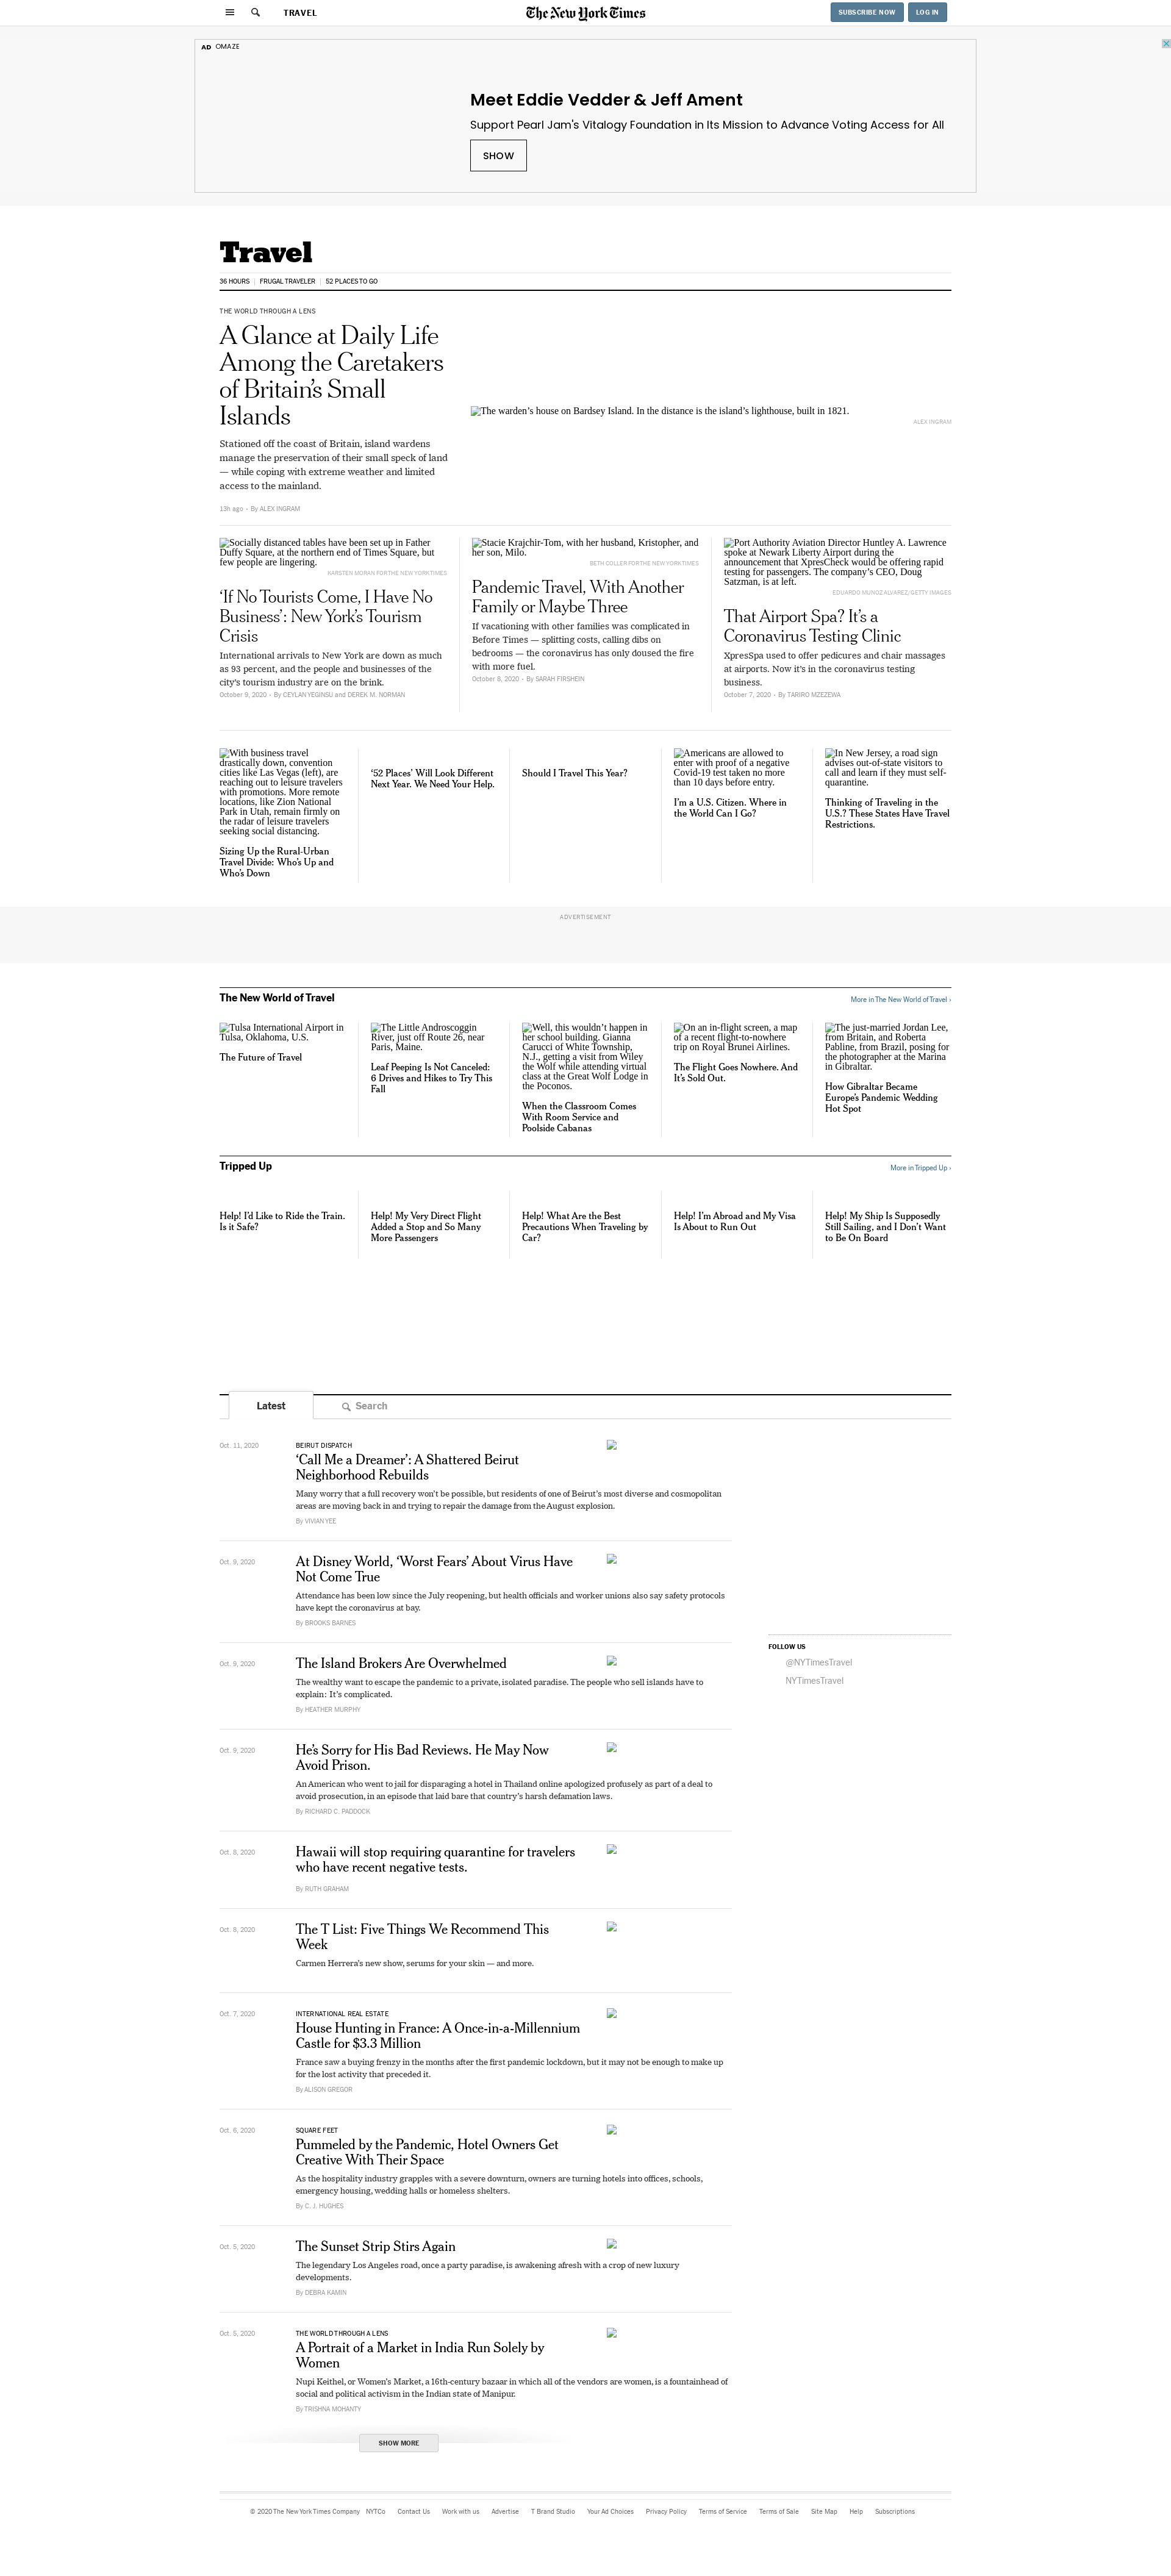 TRAVEL
The New York Times
SUBSCRIBE NOW
LOG IN
AD OMAZE
Meet Eddie Vedder & Jeff Ament
Support Pearl Jam's Vitalogy Foundation in Its Mission to Advance Voting Access for All
SHOW
Travel
36 HOURS | FRUGAL TRAVELER | 52 PLACES TO GO
THE WORLD THROUGH A LENS
A Glance at Daily Life
Among the Caretakers
of Britain’s Small
Islands
Stationed off the coast of Britain, island wardens
manage the preservation of their small speck of land
— while coping with extreme weather and limited
access to the mainland.
13h ago • By ALEX INGRAM
The warden’s house on Bardsey Island. In the distance is the island’s lighthouse, built in 1821.
ALEX INGRAM
Socially distanced tables have been set up in Father
Duffy Square, at the northern end of Times Square, but
few people are lingering.
KARSTEN MORAN FOR THE NEW YORK TIMES
‘If No Tourists Come, I Have No
Business’: New York’s Tourism
Crisis
International arrivals to New York are down as much
as 93 percent, and the people and businesses of the
city’s tourism industry are on the brink.
October 9, 2020 • By CEYLAN YEGINSU and DEREK M. NORMAN
Stacie Krajchir-Tom, with her husband, Kristopher, and
her son, Milo.
BETH COLLER FOR THE NEW YORK TIMES
Pandemic Travel, With Another
Family or Maybe Three
If vacationing with other families was complicated in
Before Times — splitting costs, calling dibs on
bedrooms — the coronavirus has only doused the fire
with more fuel.
October 8, 2020 • By SARAH FIRSHEIN
Port Authority Aviation Director Huntley A. Lawrence
spoke at Newark Liberty Airport during the
announcement that XpresCheck would be offering rapid
testing for passengers. The company’s CEO, Doug
Satzman, is at left.
EDUARDO MUNOZ ALVAREZ/GETTY IMAGES
That Airport Spa? It’s a
Coronavirus Testing Clinic
XpresSpa used to offer pedicures and chair massages
at airports. Now it’s in the coronavirus testing
business.
October 7, 2020 • By TARIRO MZEZEWA
With business travel
drastically down, convention
cities like Las Vegas (left), are
reaching out to leisure travelers
with promotions. More remote
locations, like Zion National
Park in Utah, remain firmly on
the radar of leisure travelers
seeking social distancing.
Sizing Up the Rural-Urban
Travel Divide: Who’s Up and
Who’s Down
‘52 Places’ Will Look Different
Next Year. We Need Your Help.
Should I Travel This Year?
Americans are allowed to
enter with proof of a negative
Covid-19 test taken no more
than 10 days before entry.
I’m a U.S. Citizen. Where in
the World Can I Go?
In New Jersey, a road sign
advises out-of-state visitors to
call and learn if they must self-
quarantine.
Thinking of Traveling in the
U.S.? These States Have Travel
Restrictions.
ADVERTISEMENT
The New World of Travel
More in The New World of Travel ›
Tulsa International Airport in
Tulsa, Oklahoma, U.S.
The Future of Travel
The Little Androscoggin
River, just off Route 26, near
Paris, Maine.
Leaf Peeping Is Not Canceled:
6 Drives and Hikes to Try This
Fall
Well, this wouldn’t happen in
her school building. Gianna
Carucci of White Township,
N.J., getting a visit from Wiley
the Wolf while attending virtual
class at the Great Wolf Lodge in
the Poconos.
When the Classroom Comes
With Room Service and
Poolside Cabanas
On an in-flight screen, a map
of a recent flight-to-nowhere
trip on Royal Brunei Airlines.
The Flight Goes Nowhere. And
It’s Sold Out.
The just-married Jordan Lee,
from Britain, and Roberta
Pabline, from Brazil, posing for
the photographer at the Marina
in Gibraltar.
How Gibraltar Became
Europe’s Pandemic Wedding
Hot Spot
Tripped Up
More in Tripped Up ›
Help! I’d Like to Ride the Train.
Is it Safe?
Help! My Very Direct Flight
Added a Stop and So Many
More Passengers
Help! What Are the Best
Precautions When Traveling by
Car?
Help! I’m Abroad and My Visa
Is About to Run Out
Help! My Ship Is Supposedly
Still Sailing, and I Don’t Want
to Be On Board
Latest
Search
Oct. 11, 2020
BEIRUT DISPATCH
‘Call Me a Dreamer’: A Shattered Beirut
Neighborhood Rebuilds
Many worry that a full recovery won’t be possible, but residents of one of Beirut’s most diverse and cosmopolitan
areas are moving back in and trying to repair the damage from the August explosion.
By VIVIAN YEE
Oct. 9, 2020
At Disney World, ‘Worst Fears’ About Virus Have
Not Come True
Attendance has been low since the July reopening, but health officials and worker unions also say safety protocols
have kept the coronavirus at bay.
By BROOKS BARNES
FOLLOW US
@NYTimesTravel
NYTimesTravel
Oct. 9, 2020
The Island Brokers Are Overwhelmed
The wealthy want to escape the pandemic to a private, isolated paradise. The people who sell islands have to
explain: It’s complicated.
By HEATHER MURPHY
Oct. 9, 2020
He’s Sorry for His Bad Reviews. He May Now
Avoid Prison.
An American who went to jail for disparaging a hotel in Thailand online apologized profusely as part of a deal to
avoid prosecution, in an episode that laid bare that country’s harsh defamation laws.
By RICHARD C. PADDOCK
Oct. 8, 2020
Hawaii will stop requiring quarantine for travelers
who have recent negative tests.
By RUTH GRAHAM
Oct. 8, 2020
The T List: Five Things We Recommend This
Week
Carmen Herrera’s new show, serums for your skin — and more.
Oct. 7, 2020
INTERNATIONAL REAL ESTATE
House Hunting in France: A Once-in-a-Millennium
Castle for $3.3 Million
France saw a buying frenzy in the months after the first pandemic lockdown, but it may not be enough to make up
for the lost activity that preceded it.
By ALISON GREGOR
Oct. 6, 2020
SQUARE FEET
Pummeled by the Pandemic, Hotel Owners Get
Creative With Their Space
As the hospitality industry grapples with a severe downturn, owners are turning hotels into offices, schools,
emergency housing, wedding halls or homeless shelters.
By C. J. HUGHES
Oct. 5, 2020
The Sunset Strip Stirs Again
The legendary Los Angeles road, once a party paradise, is awakening afresh with a crop of new luxury
developments.
By DEBRA KAMIN
Oct. 5, 2020
THE WORLD THROUGH A LENS
A Portrait of a Market in India Run Solely by
Women
Nupi Keithel, or Women’s Market, a 16th-century bazaar in which all of the vendors are women, is a fountainhead of
social and political activism in the Indian state of Manipur.
By TRISHNA MOHANTY
SHOW MORE
© 2020 The New York Times Company NYTCo Contact Us Work with us Advertise T Brand Studio Your Ad Choices Privacy Policy Terms of Service Terms of Sale Site Map Help Subscriptions